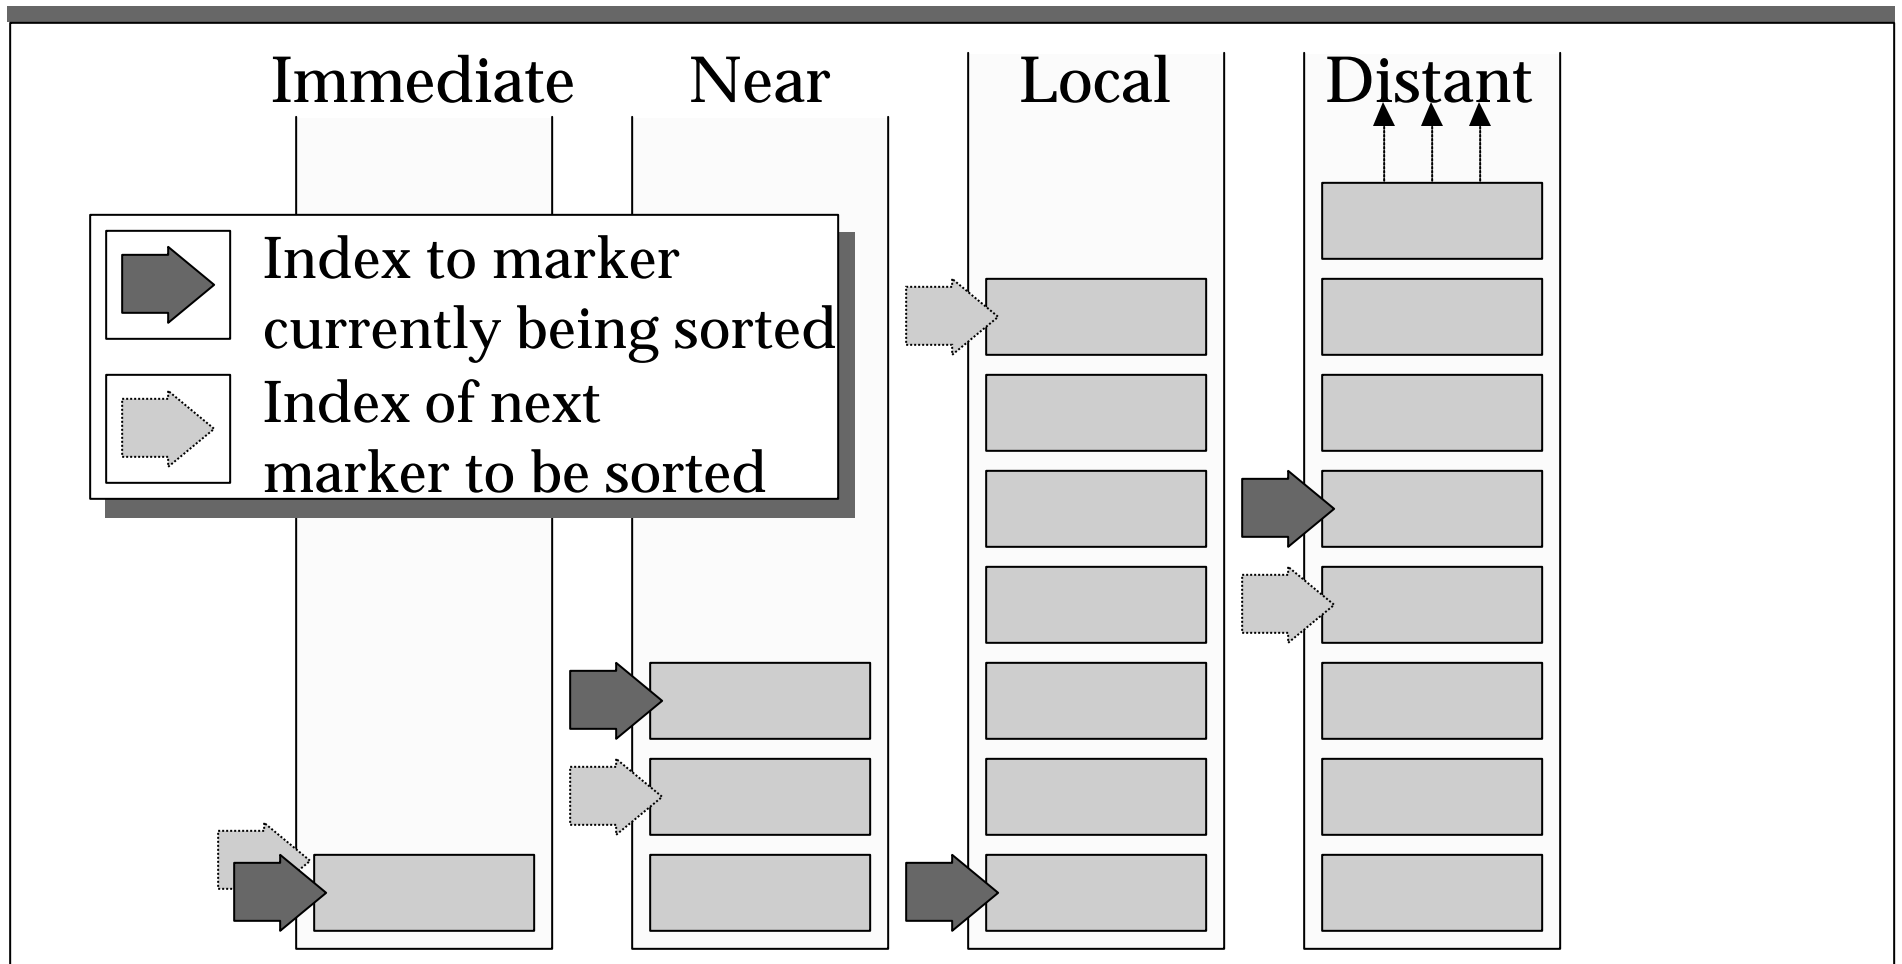 Immediate
Near
Local
Distant
Index to marker
currently being sorted
Index of next
marker to be sorted